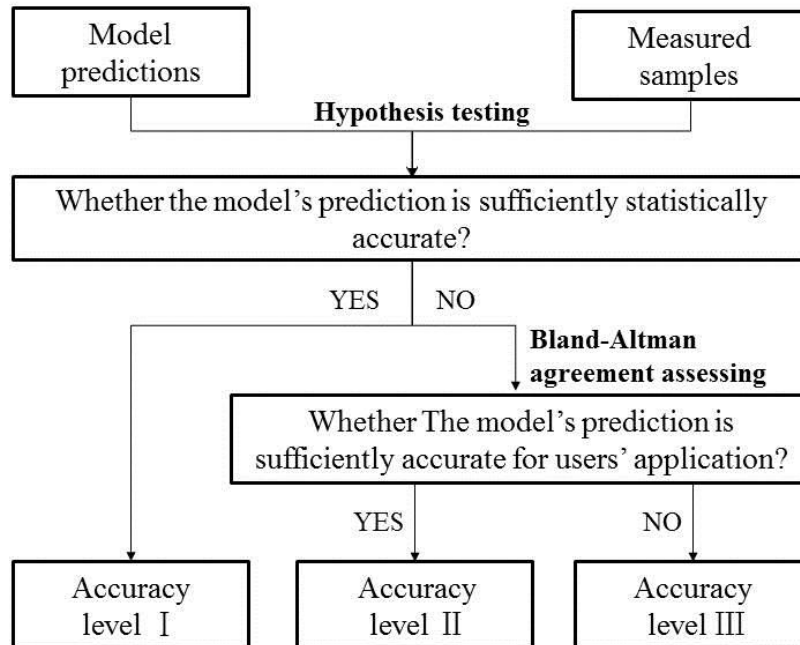 Model
predictions
Measured
samples
Hypothesis testing
Whether the model's prediction is sufficiently statistically
accurate?
YES
NO
Bland-Altman
agreement assessing
Whether The model's prediction is
sufficiently accurate for users' application?
YES
NO
Accuracy
level Ⅰ
Accuracy
level Ⅱ
Accuracy
level Ⅲ